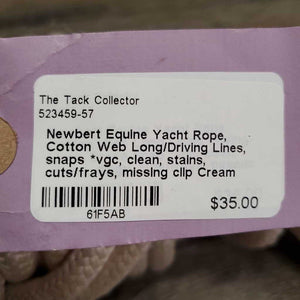 The Tack Collector
523459-57
Newbert Equine Yacht Rope,
Cotton Web Long/Driving Lines,
snaps *vgc, clean, stains,
cuts/frays, missing clip Cream
61F5AB
$35.00